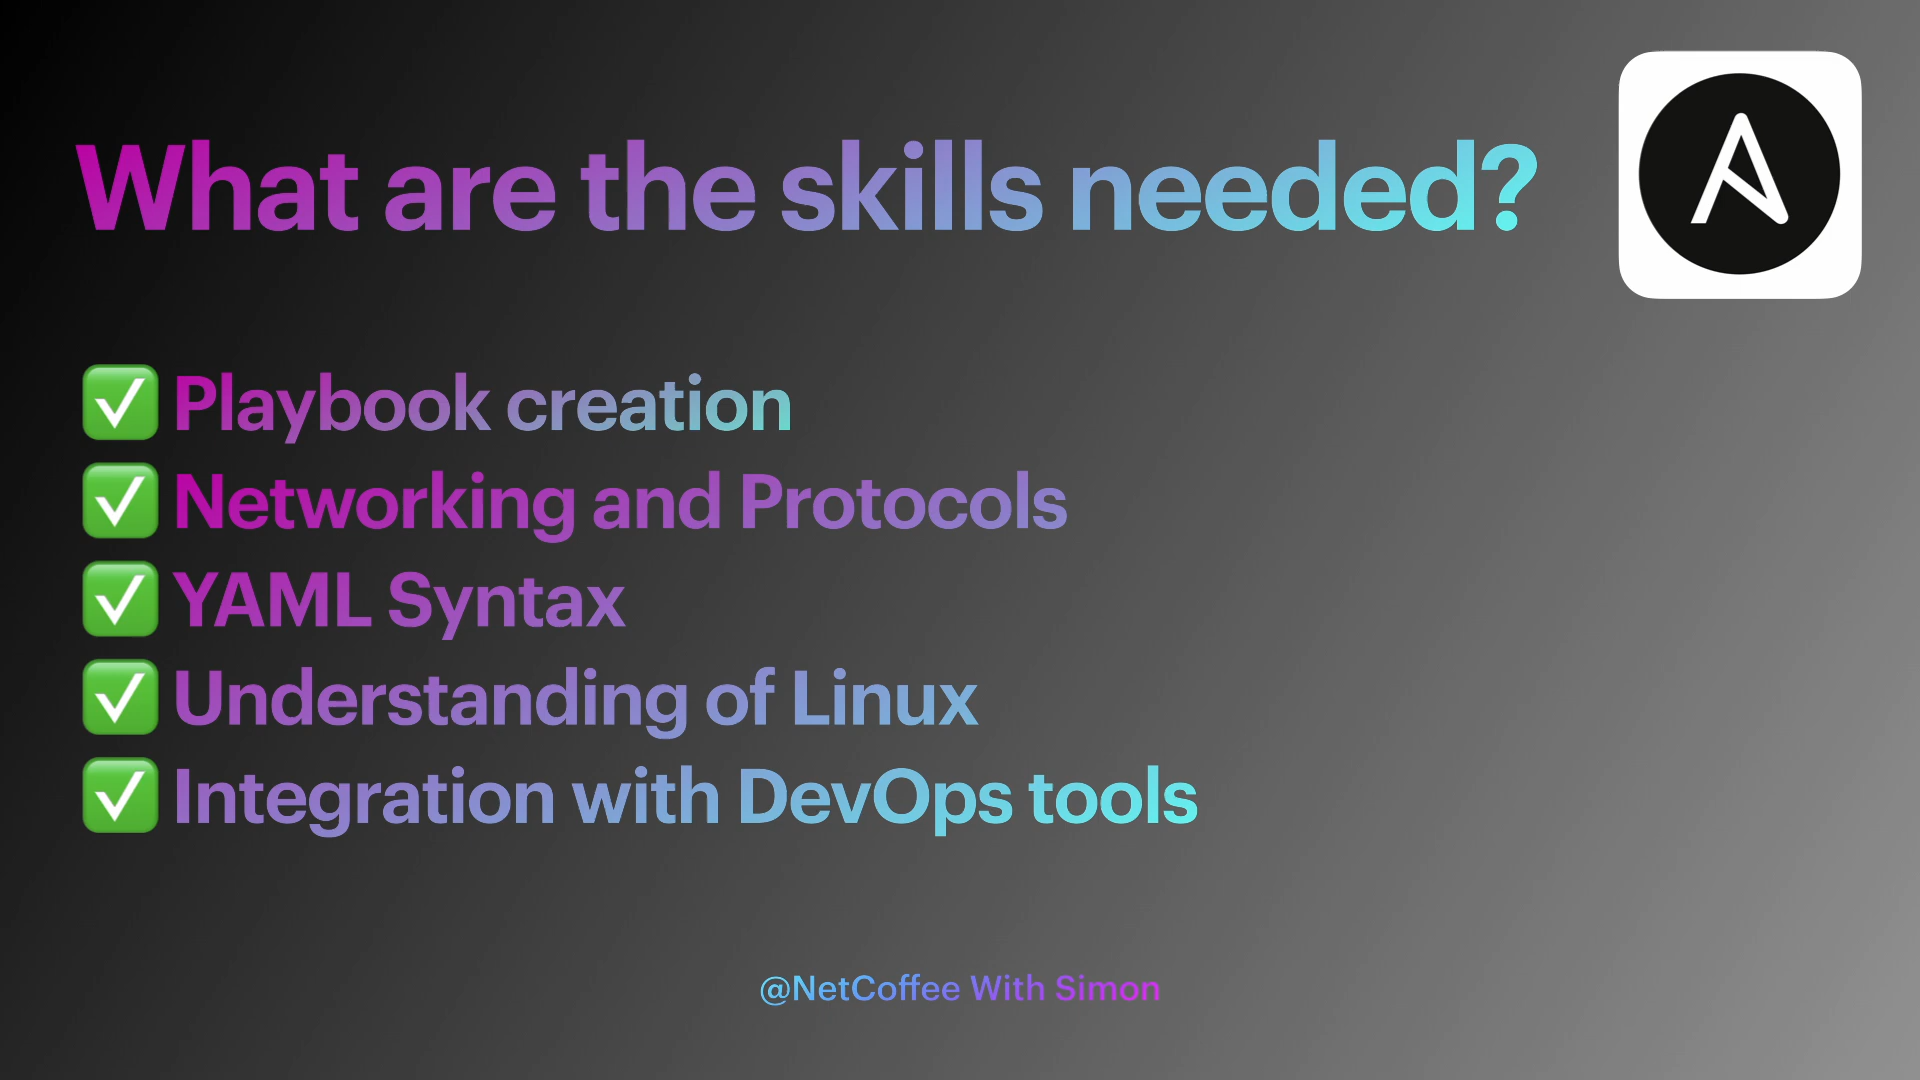 What are the skills needed?
✅ Playbook creation
✅ Networking and Protocols
✅ YAML Syntax
✅ Understanding of Linux
✅ Integration with DevOps tools
@NetCoffee With Simon